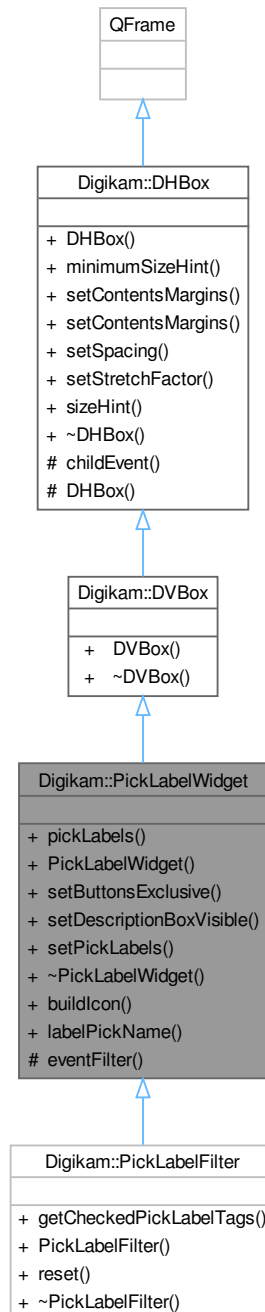 QFrame
Digikam::DHBox
+ DHBox()
+ minimumSizeHint()
+ setContentsMargins()
+ setContentsMargins()
+ setSpacing()
+ setStretchFactor()
+ sizeHint()
+ ~DHBox()
# childEvent()
# DHBox()
Digikam::DVBox
+ DVBox()
+ ~DVBox()
Digikam::PickLabelWidget
+ pickLabels()
+ PickLabelWidget()
+ setButtonsExclusive()
+ setDescriptionBoxVisible()
+ setPickLabels()
+ ~PickLabelWidget()
+ buildIcon()
+ labelPickName()
# eventFilter()
Digikam::PickLabelFilter
+ getCheckedPickLabelTags()
+ PickLabelFilter()
+ reset()
+ ~PickLabelFilter()